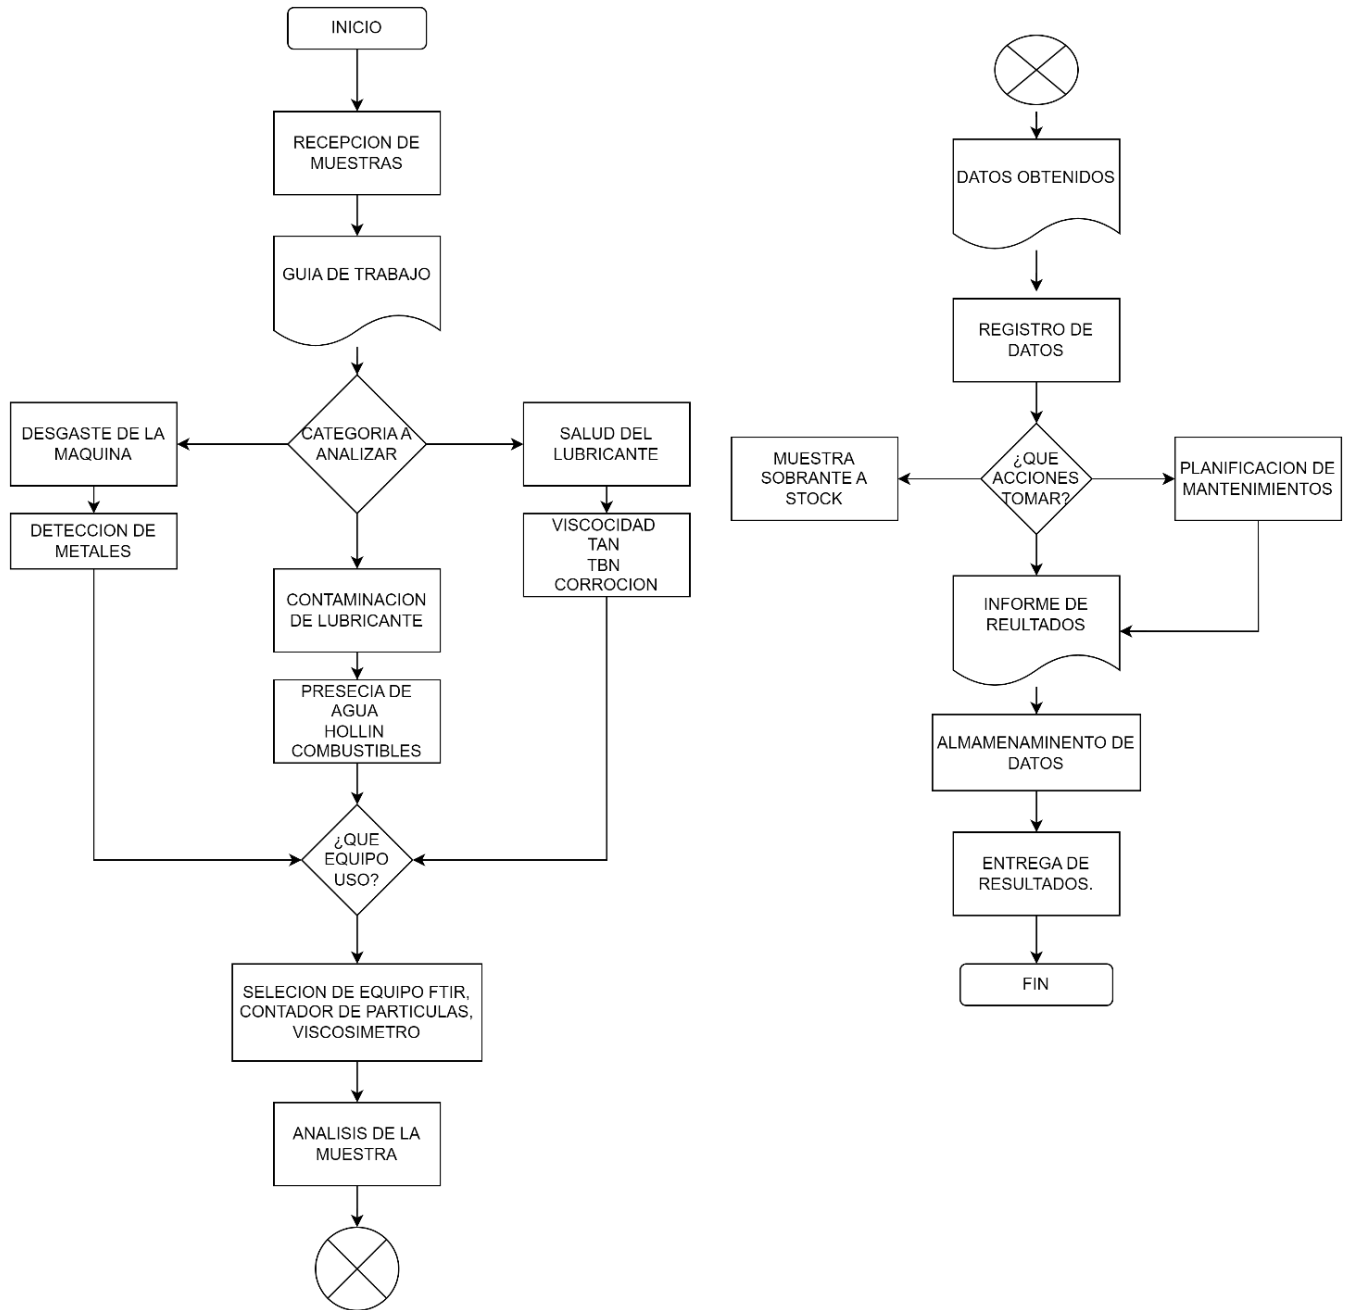 INICIO
RECEPCION DE
MUESTRAS
GUIA DE TRABAJO
CATEGORIA A
ANALIZAR
DESGASTE DE LA
MAQUINA
DETECCION DE
METALES
SALUD DEL
LUBRICANTE
VISCOCIDAD
TAN
TBN
CORROCION
CONTAMINACION
DE LUBRICANTE
PRESECIA DE
AGUA
HOLLIN
COMBUSTIBLES
¿QUE
EQUIPO
USO?
SELECION DE EQUIPO FTIR,
CONTADOR DE PARTICULAS,
VISCOSIMETRO
ANALISIS DE LA
MUESTRA
DATOS OBTENIDOS
REGISTRO DE
DATOS
¿QUE
ACCIONES
TOMAR?
MUESTRA
SOBRANTE A
STOCK
PLANIFICACION DE
MANTENIMIENTOS
INFORME DE
REULTADOS
ALMAMENAMINENTO DE
DATOS
ENTREGA DE
RESULTADOS.
FIN